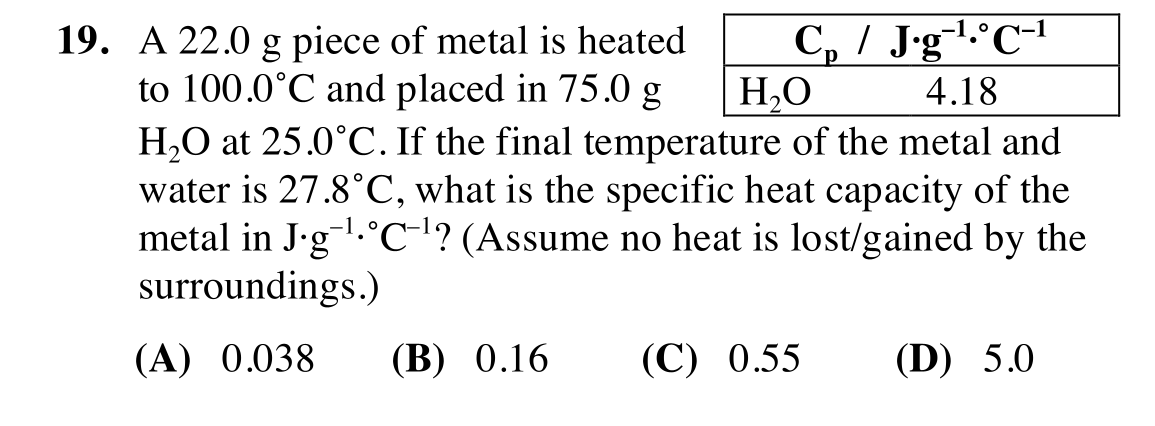 19. A 22.0 g piece of metal is heated
to 100.0°C and placed in 75.0 g
Cₚ / J·g⁻¹·°C⁻¹
H₂O 4.18
H₂O at 25.0°C. If the final temperature of the metal and
water is 27.8°C, what is the specific heat capacity of the
metal in J·g⁻¹·°C⁻¹? (Assume no heat is lost/gained by the
surroundings.)
(A) 0.038 (B) 0.16 (C) 0.55 (D) 5.0